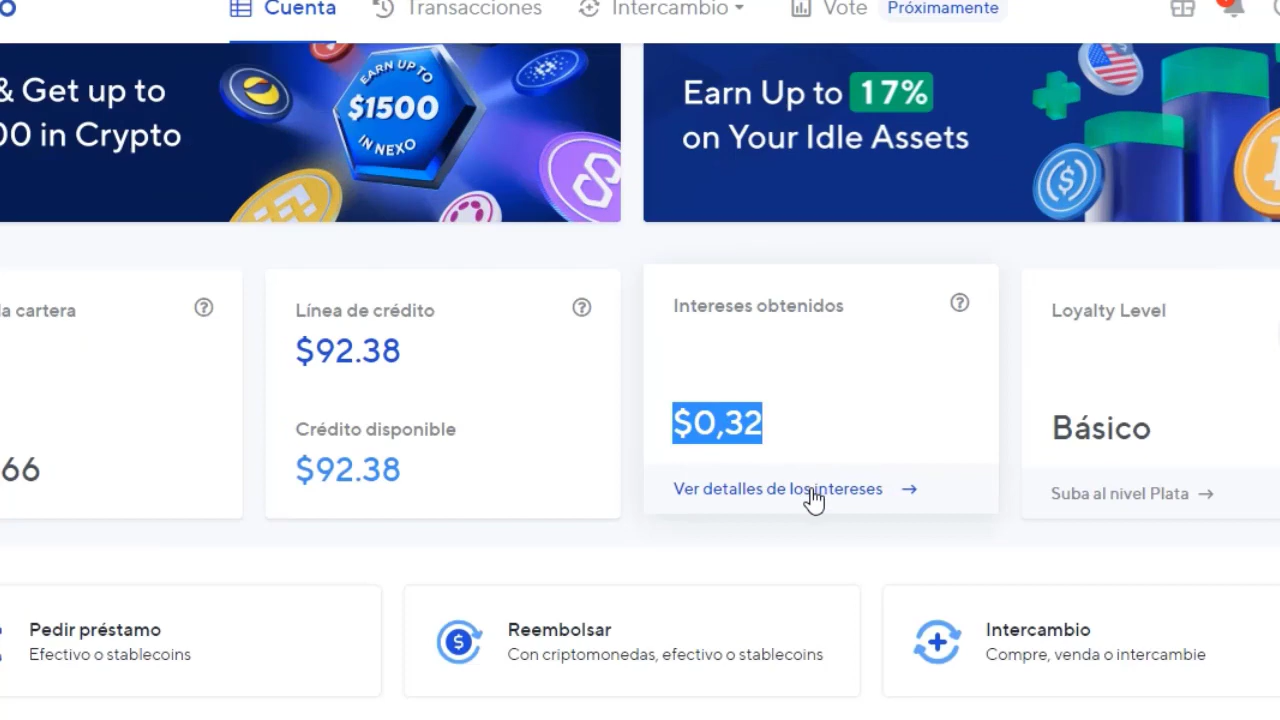 o
Cuenta
Transacciones
Intercambio
Vote
Próximamente
& Get up to
00 in Crypto
EARN UP TO
$1500
IN NEXO
Earn Up to 17%
on Your Idle Assets
la cartera
66
Línea de crédito
$92.38
Crédito disponible
$92.38
Intereses obtenidos
$0,32
Ver detalles de los intereses →
Loyalty Level
Básico
Suba al nivel Plata →
Pedir préstamo
Efectivo o stablecoins
Reembolsar
Con criptomonedas, efectivo o stablecoins
Intercambio
Compre, venda o intercambie